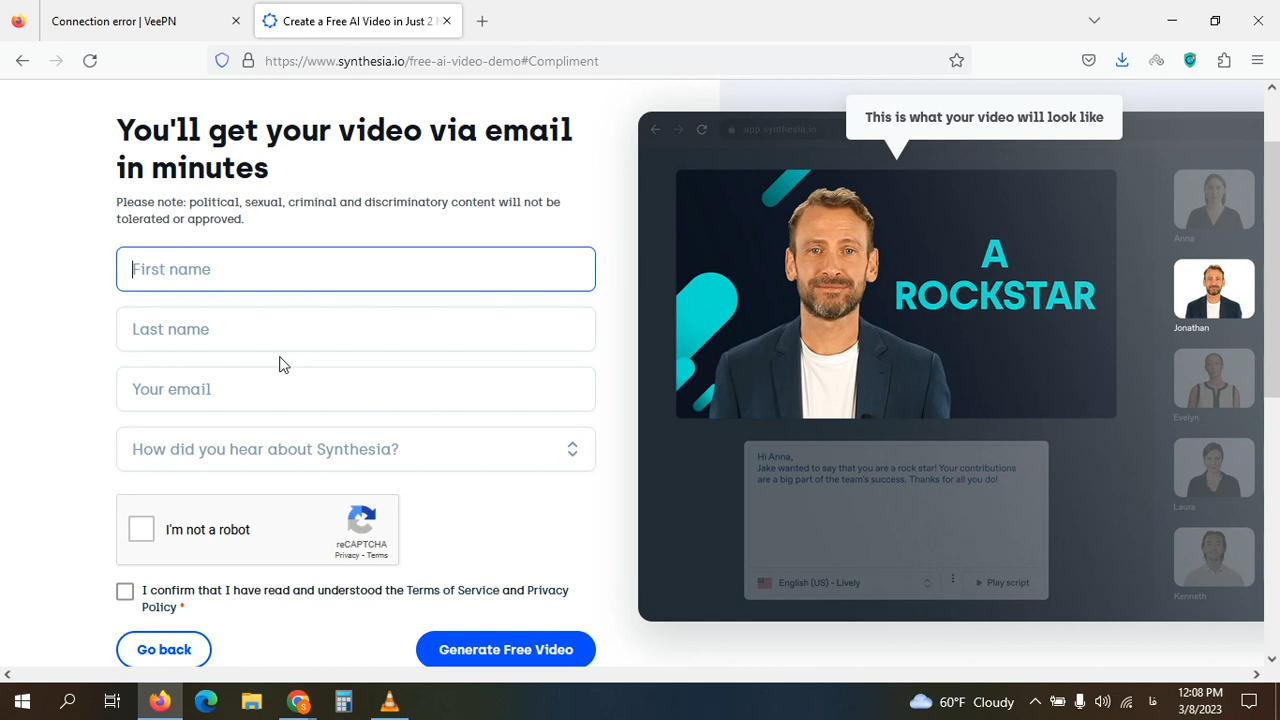 Connection error | VeePN
Create a Free AI Video in Just 2
https://www.synthesia.io/free-ai-video-demo#Compliment
You'll get your video via email
in minutes
Please note: political, sexual, criminal and discriminatory content will not be
tolerated or approved.
First name
Last name
Your email
How did you hear about Synthesia?
I'm not a robot
reCAPTCHA
Privacy - Terms
I confirm that I have read and understood the Terms of Service and Privacy
Policy *
Go back
Generate Free Video
This is what your video will look like
app.synthesia.io
A
ROCKSTAR
Anna
Jonathan
Evelyn
Laura
Kenneth
Hi Anna,
Jake wanted to say that you are a rock star! Your contributions
are a big part of the team's success. Thanks for all you do!
English (US) - Lively
Play script
60°F Cloudy
فا
12:08 PM
3/8/2023